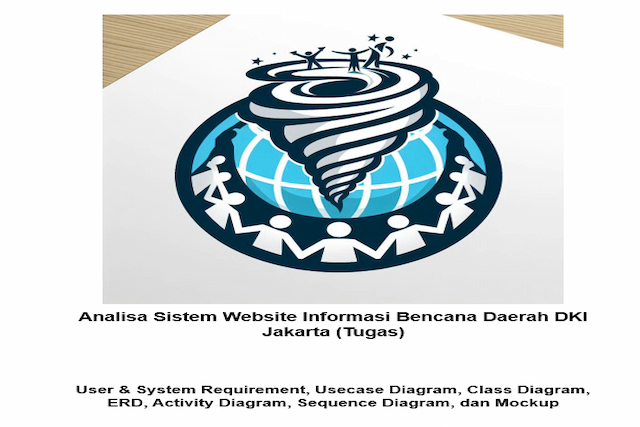 Analisa Sistem Website Informasi Bencana Daerah DKI
Jakarta (Tugas)
User & System Requirement, Usecase Diagram, Class Diagram,
ERD, Activity Diagram, Sequence Diagram, dan Mockup